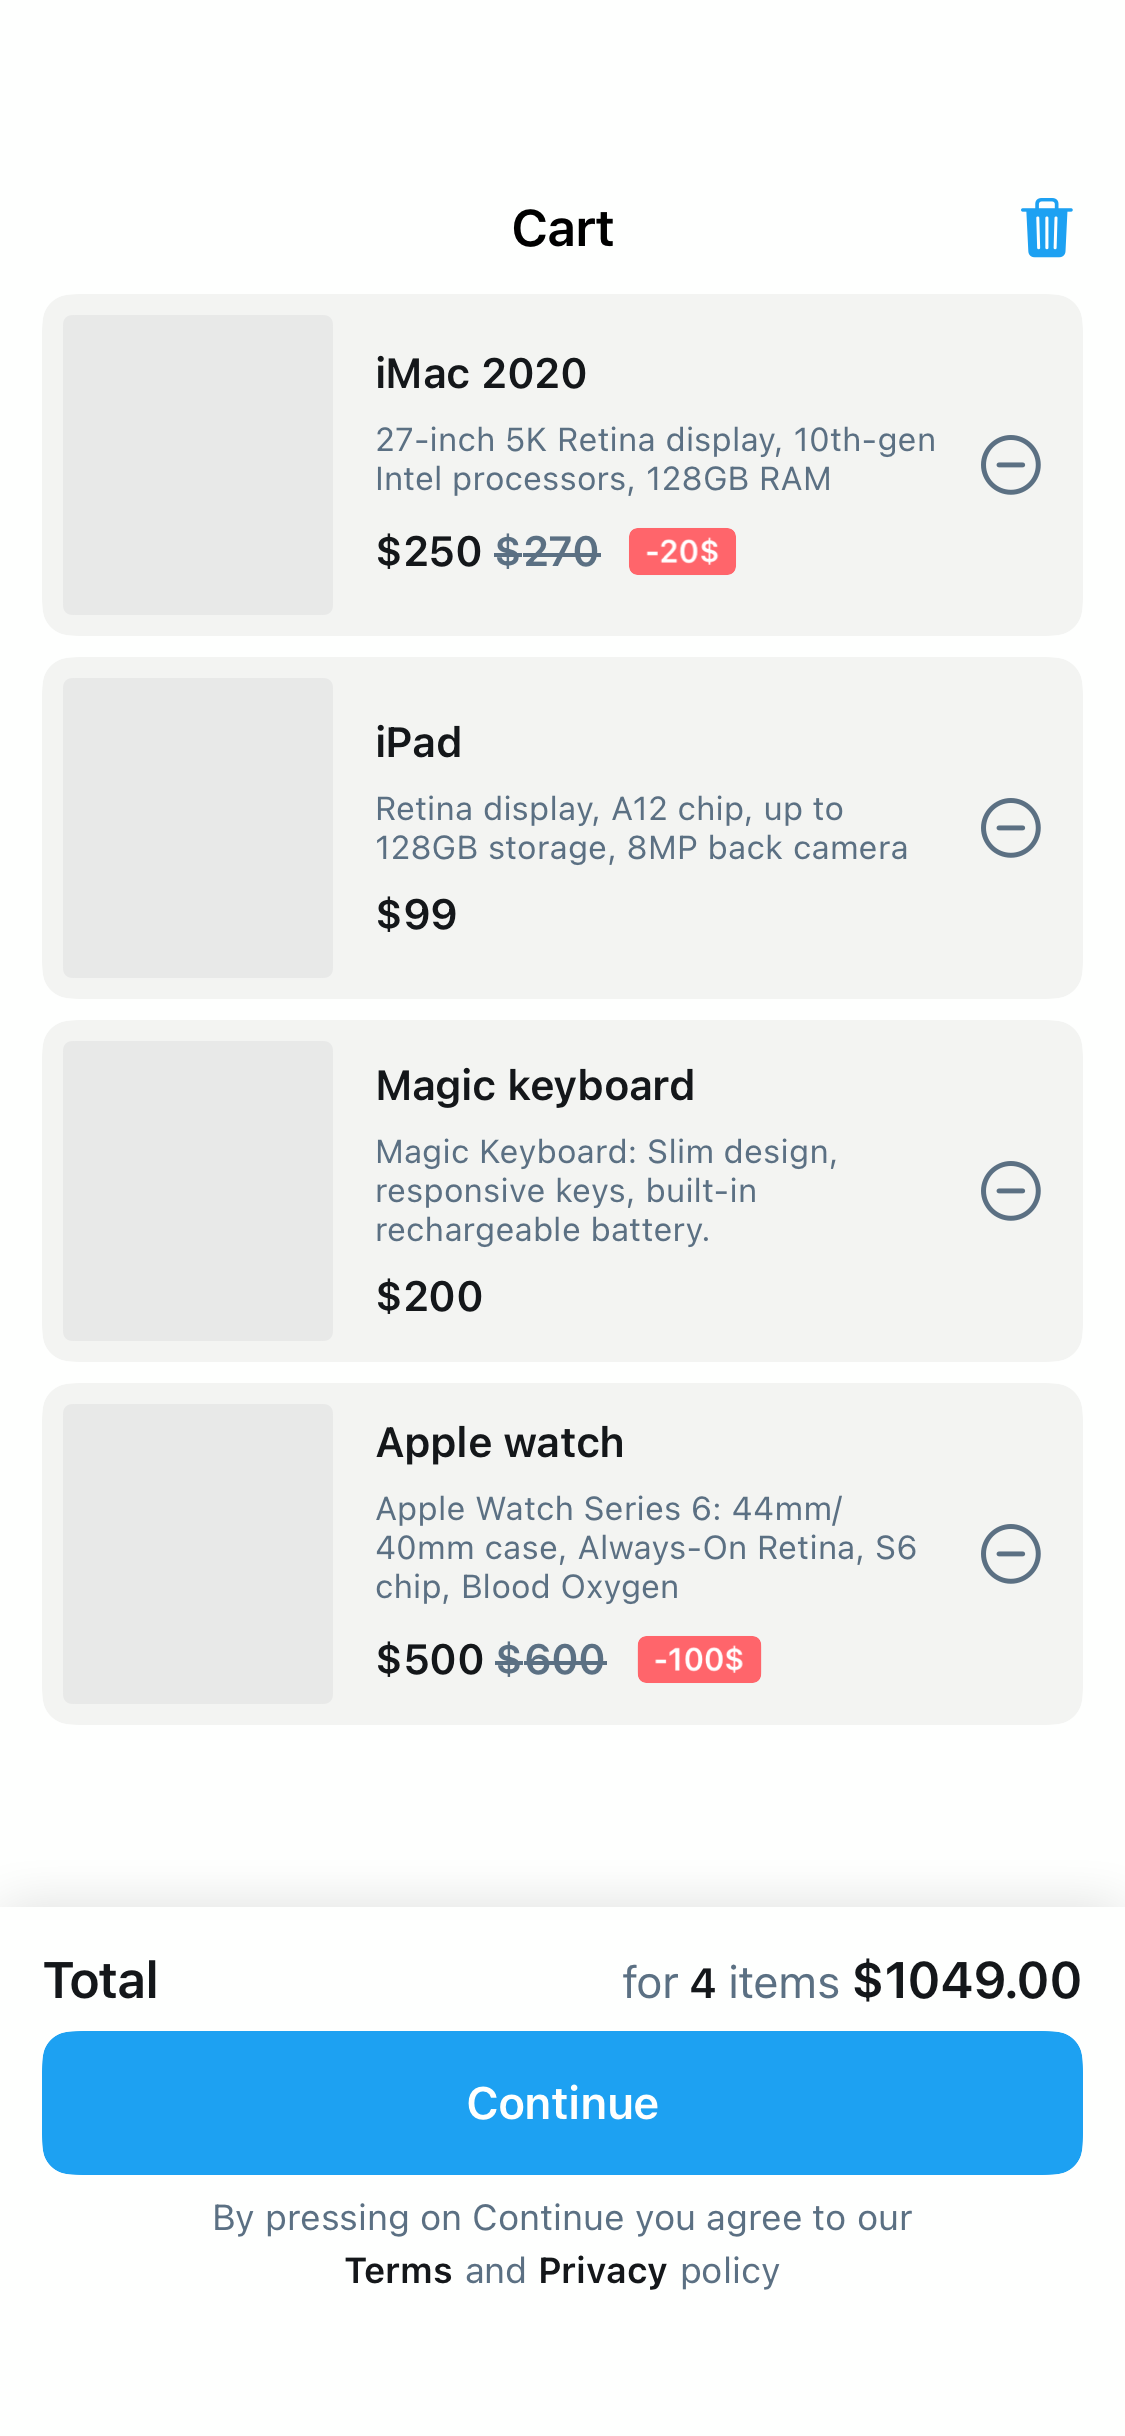 Cart
iMac 2020
27-inch 5K Retina display, 10th-gen
Intel processors, 128GB RAM
$250 $270 -20$
iPad
Retina display, A12 chip, up to
128GB storage, 8MP back camera
$99
Magic keyboard
Magic Keyboard: Slim design,
responsive keys, built-in
rechargeable battery.
$200
Apple watch
Apple Watch Series 6: 44mm/
40mm case, Always-On Retina, S6
chip, Blood Oxygen
$500 $600 -100$
Total for 4 items $1049.00
Continue
By pressing on Continue you agree to our
Terms and Privacy policy